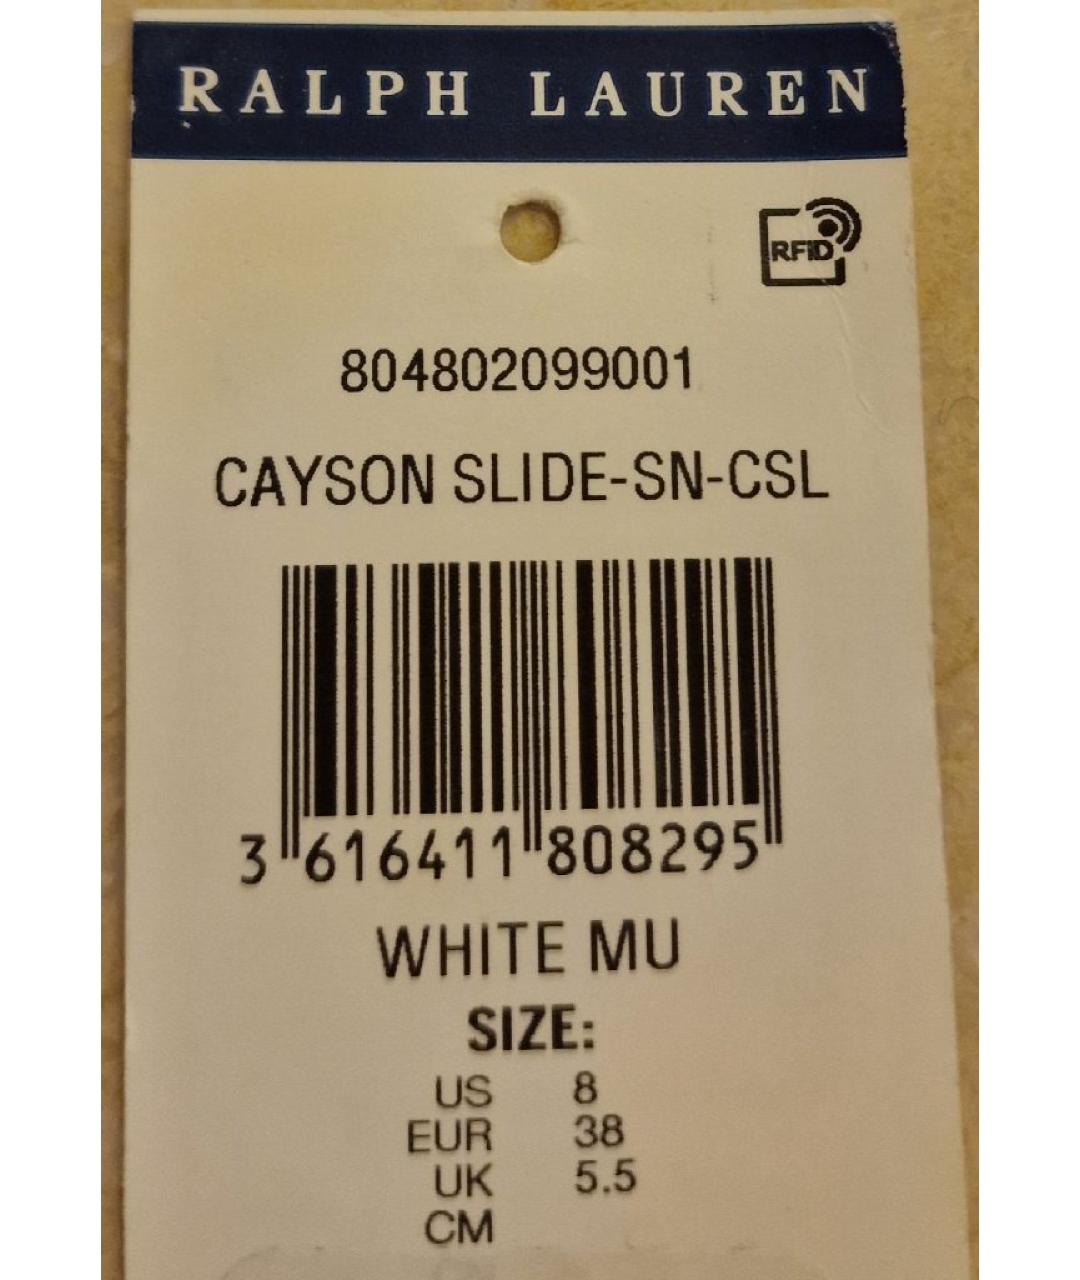 RALPH LAUREN
RFID
804802099001
CAYSON SLIDE-SN-CSL
3 616411 808295
WHITE MU
SIZE:
US 8
EUR 38
UK 5.5
CM